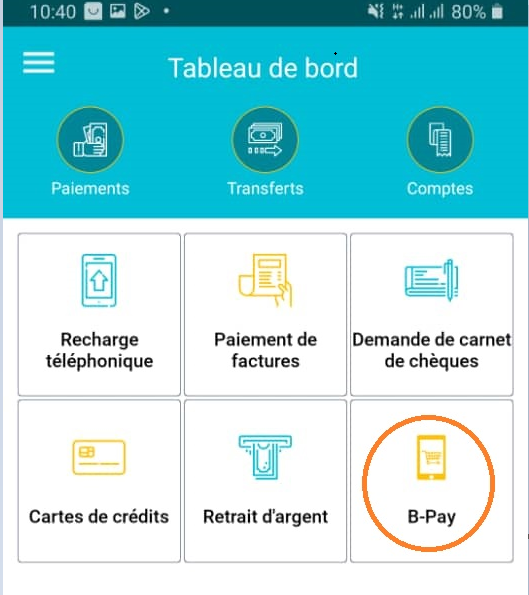 10:40
80%
Tableau de bord
Paiements
Transferts
Comptes
Recharge
téléphonique
Paiement de
factures
Demande de carnet
de chèques
Cartes de crédits
Retrait d'argent
B-Pay